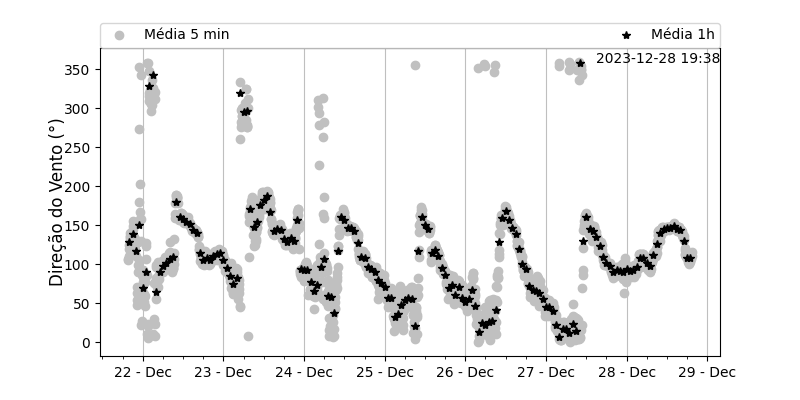 Média 5 min
Média 1h
2023-12-28 19:38
Direção do Vento (°)
350
300
250
200
150
100
50
0
22 - Dec
23 - Dec
24 - Dec
25 - Dec
26 - Dec
27 - Dec
28 - Dec
29 - Dec